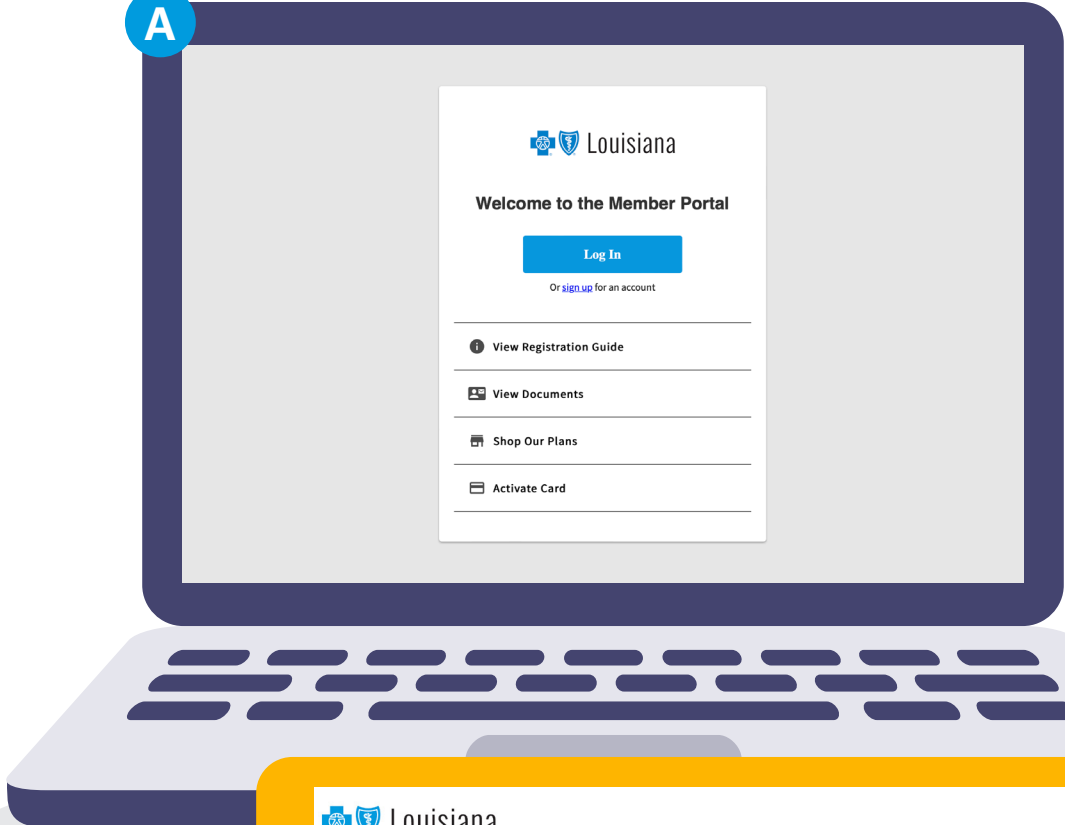 A
Louisiana
Welcome to the Member Portal
Log In
Or sign up for an account
View Registration Guide
View Documents
Shop Our Plans
Activate Card
Louisiana